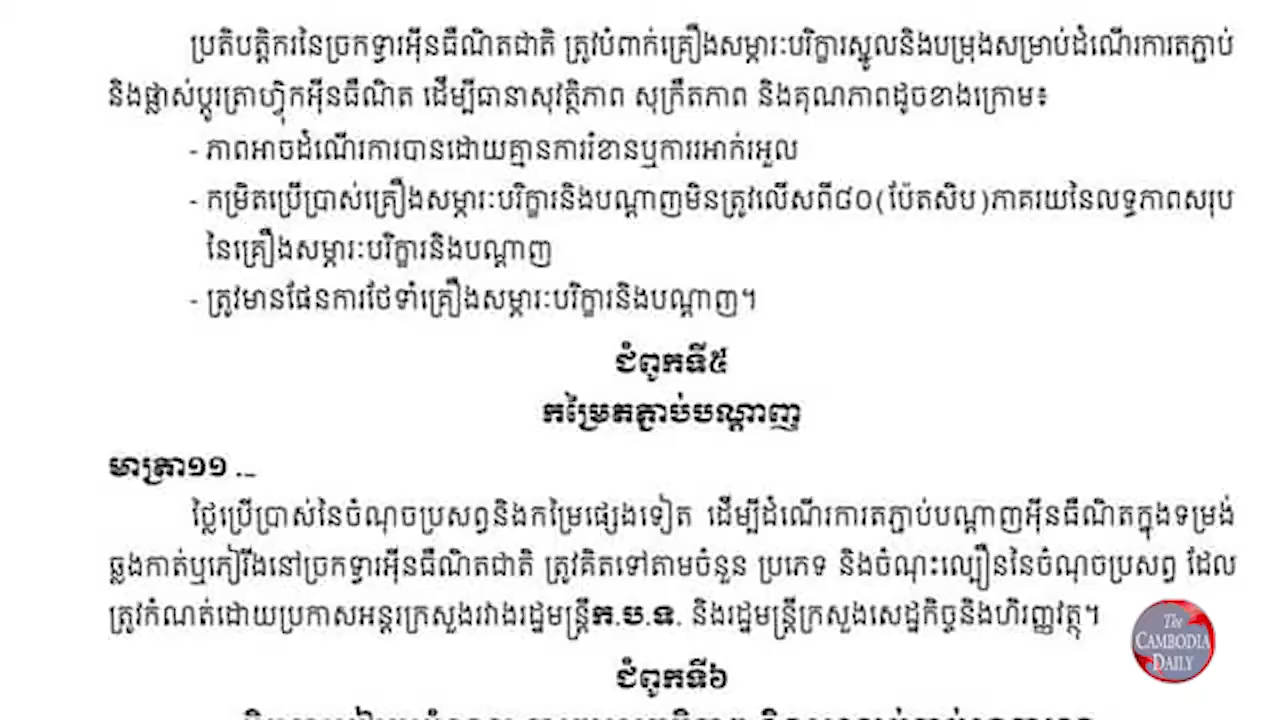 ប្រតិបត្តិករនៃច្រកទ្វារអ៊ីនធឺណិតជាតិ ត្រូវបំពាក់គ្រឿងសម្ភារៈបរិក្ខារស្នូលនិងបម្រុងសម្រាប់ដំណើរការតភ្ជាប់
និងផ្លាស់ប្តូរត្រាហ្វ៊ិកអ៊ីនធឺណិត ដើម្បីធានាសុវត្ថិភាព សុក្រឹតភាព និងគុណភាពដូចខាងក្រោម៖
- ភាពអាចដំណើរការបានដោយគ្មានការរំខានឬការរអាក់រអួល
- កម្រិតប្រើប្រាស់គ្រឿងសម្ភារៈបរិក្ខារនិងបណ្តាញមិនត្រូវលើសពី៨០(ប៉ែតសិប)ភាគរយនៃលទ្ធភាពសរុប
នៃគ្រឿងសម្ភារៈបរិក្ខារនិងបណ្តាញ
- ត្រូវមានផែនការថែទាំគ្រឿងសម្ភារៈបរិក្ខារនិងបណ្តាញ។
ជំពូកទី៥
កម្រៃតភ្ជាប់បណ្តាញ
មាត្រា១១ ._
ថ្លៃប្រើប្រាស់នៃចំណុចប្រសព្វនិងកម្រៃផ្សេងទៀត ដើម្បីដំណើរការតភ្ជាប់បណ្តាញអ៊ីនធឺណិតក្នុងទម្រង់
ឆ្លងកាត់ឬកៀរីងនៅច្រកទ្វារអ៊ីនធឺណិតជាតិ ត្រូវគិតទៅតាមចំនួន ប្រភេទ និងចំណុះល្បឿននៃចំណុចប្រសព្វ ដែល
ត្រូវកំណត់ដោយប្រកាសអន្តរក្រសួងរវាងរដ្ឋមន្ត្រីក.ប.ទ. និងរដ្ឋមន្ត្រីក្រសួងសេដ្ឋកិច្ចនិងហិរញ្ញវត្ថុ។
The
CAMBODIA
DAILY
ជំពូកទី៦